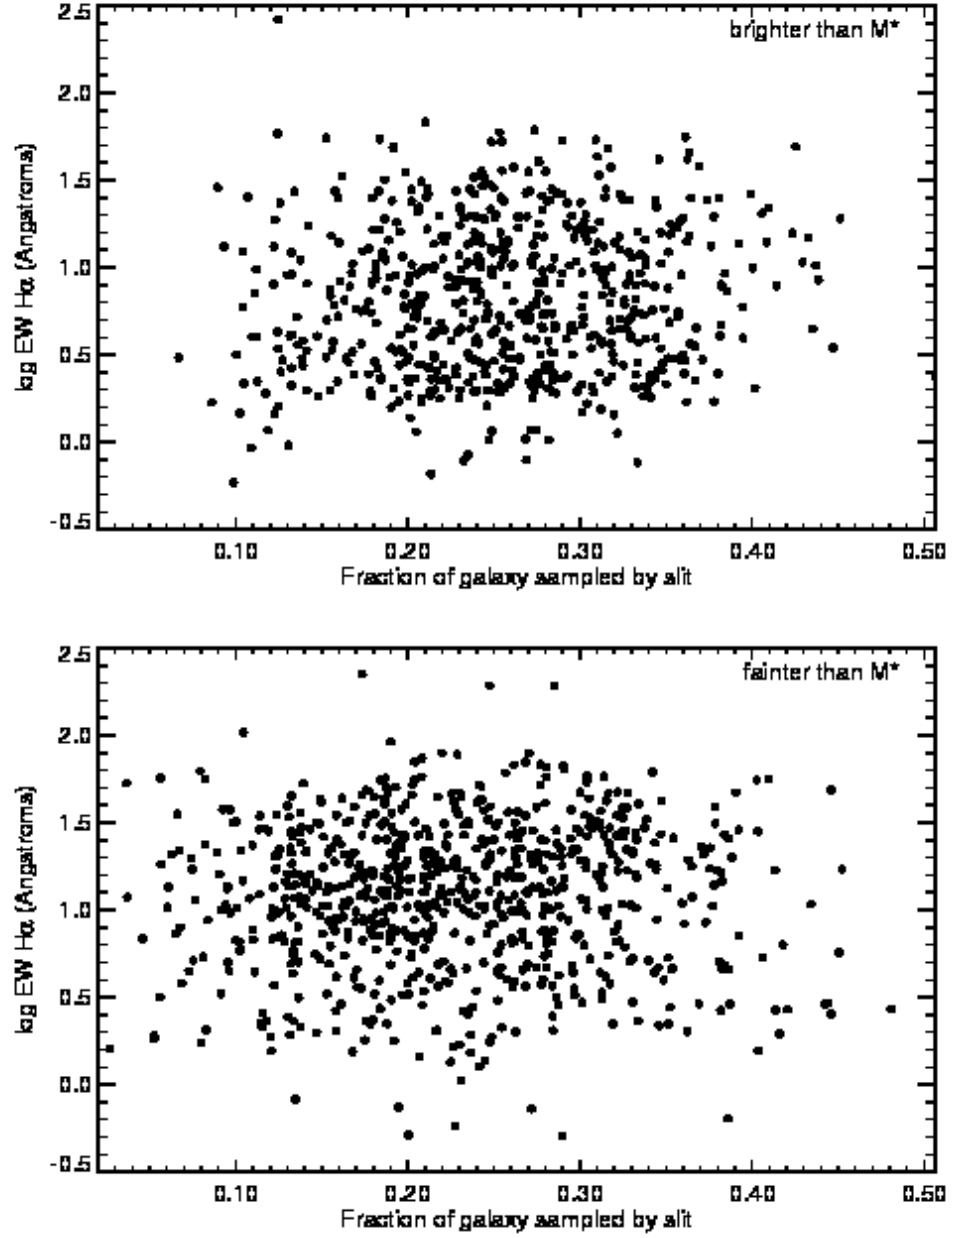 2.5
brighter than M*
2.0
1.5
1.0
0.5
0.0
-0.5
log EW Hα (Angstroms)
0.10 0.20 0.30 0.40 0.50
Fraction of galaxy sampled by slit
2.5
fainter than M*
2.0
1.5
1.0
0.5
0.0
-0.5
log EW Hα (Angstroms)
0.10 0.20 0.30 0.40 0.50
Fraction of galaxy sampled by slit